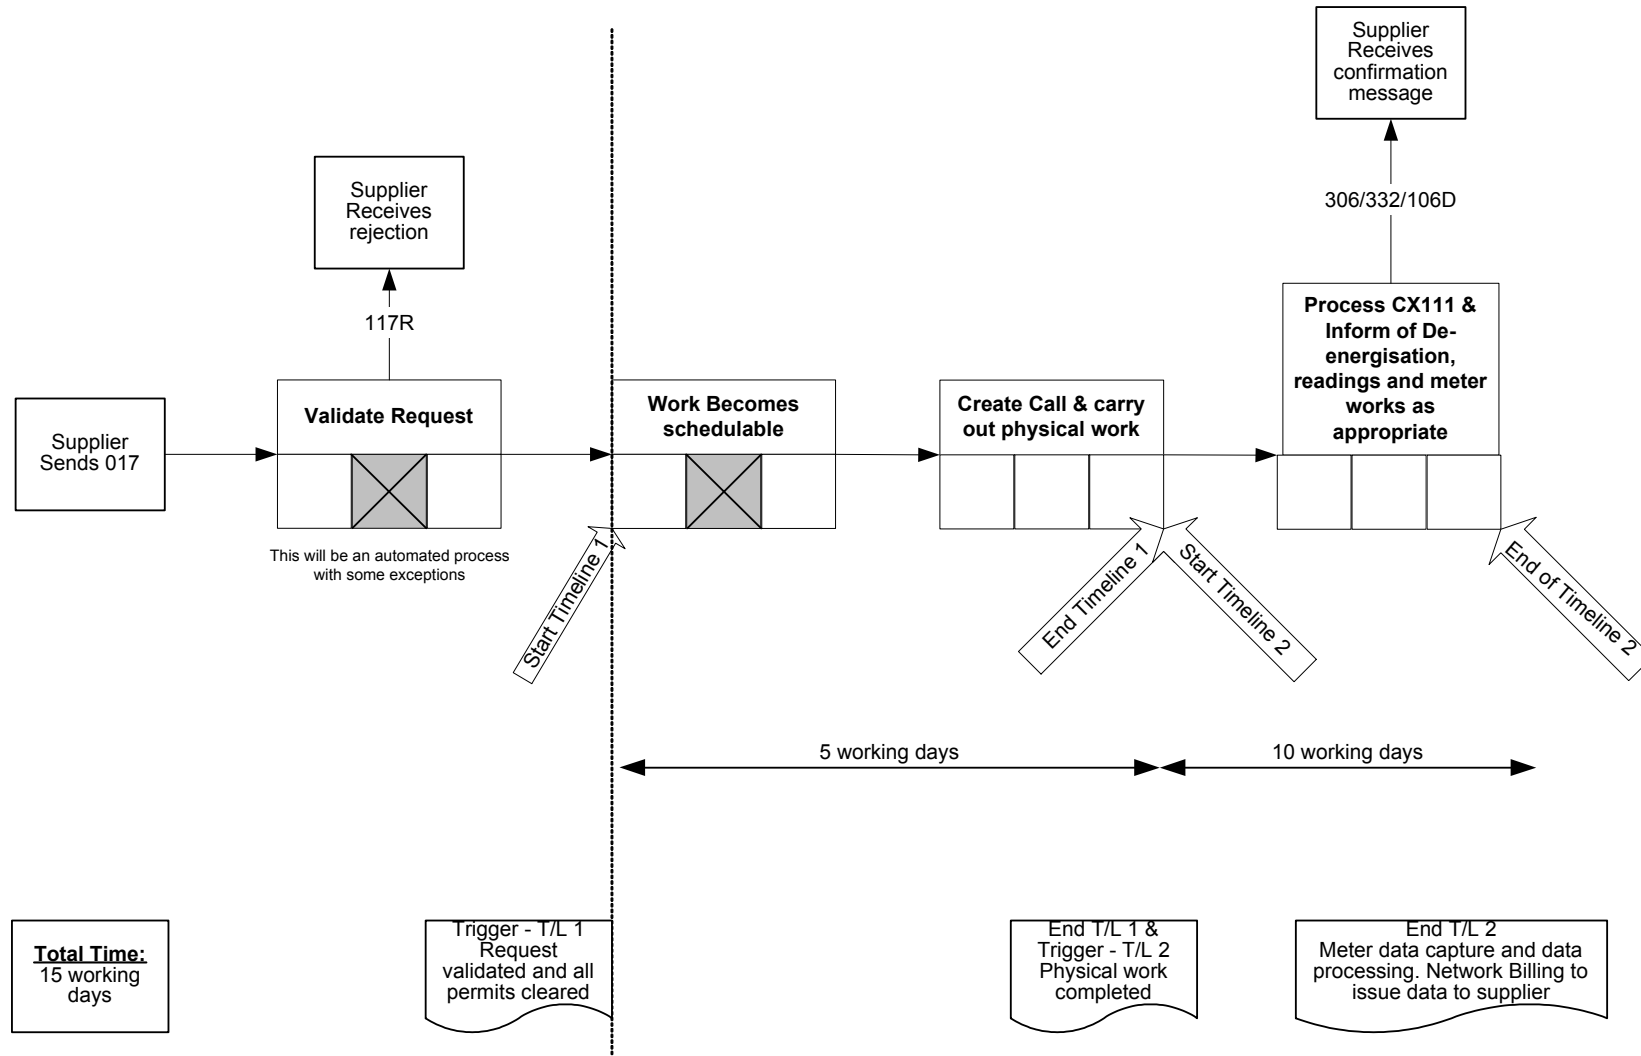 Supplier
Receives
confirmation
message
306/332/106D
Supplier
Receives
rejection
117R
Supplier
Sends 017
Validate Request
This will be an automated process
with some exceptions
Work Becomes
schedulable
Create Call & carry
out physical work
Process CX111 &
Inform of De-
energisation,
readings and meter
works as
appropriate
Start Timeline 1
End Timeline 1
Start Timeline 2
End of Timeline 2
5 working days
10 working days
Total Time:
15 working
days
Trigger - T/L 1
Request
validated and all
permits cleared
End T/L 1 &
Trigger - T/L 2
Physical work
completed
End T/L 2
Meter data capture and data
processing. Network Billing to
issue data to supplier